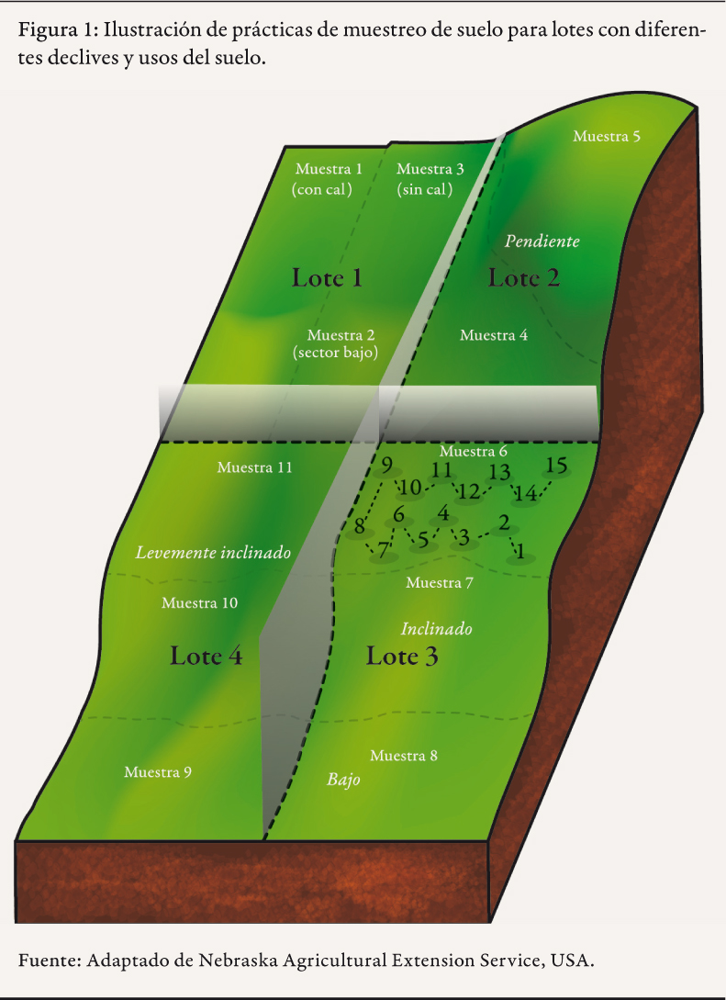 Figura 1: Ilustración de prácticas de muestreo de suelo para lotes con diferen-
tes declives y usos del suelo.
Muestra 5
Muestra 1
(con cal)
Muestra 3
(sin cal)
Pendiente
Lote 1
Lote 2
Muestra 2
(sector bajo)
Muestra 4
Muestra 6
Muestra 11
9
10
11
12
13
14
15
8
7
6
5
4
3
2
1
Levemente inclinado
Muestra 7
Muestra 10
Inclinado
Lote 4
Lote 3
Muestra 9
Muestra 8
Bajo
Fuente: Adaptado de Nebraska Agricultural Extension Service, USA.